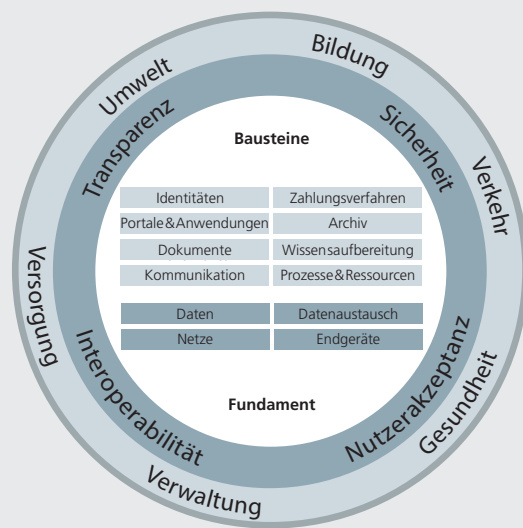 Bildung
Umwelt
Verkehr
Versorgung
Gesundheit
Verwaltung
Transparenz
Sicherheit
Interoperabilität
Nutzerakzeptanz
Bausteine
Identitäten Zahlungsverfahren
Portale&Anwendungen Archiv
Dokumente Wissensaufbereitung
Kommunikation Prozesse&Ressourcen
Daten Datenaustausch
Netze Endgeräte
Fundament